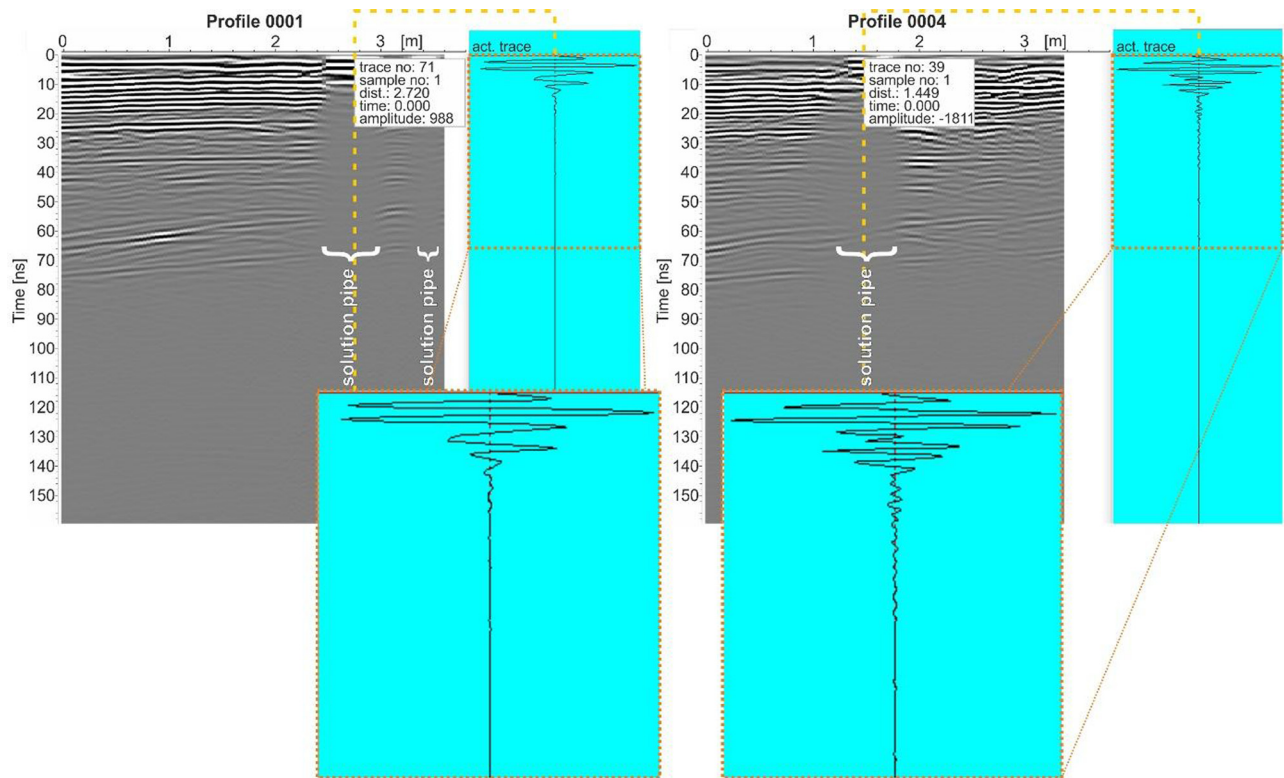 Profile 0001
0 1 2 3 [m]
act. trace
trace no: 71
sample no: 1
dist.: 2.720
time: 0.000
amplitude: 988
0
10
20
30
40
50
60
70
80
90
100
110
120
130
140
150
Time [ns]
solution pipe
solution pipe
Profile 0004
0 1 2 3 [m]
act. trace
trace no: 39
sample no: 1
dist.: 1.449
time: 0.000
amplitude: -1811
0
10
20
30
40
50
60
70
80
90
100
110
120
130
140
150
Time [ns]
solution pipe